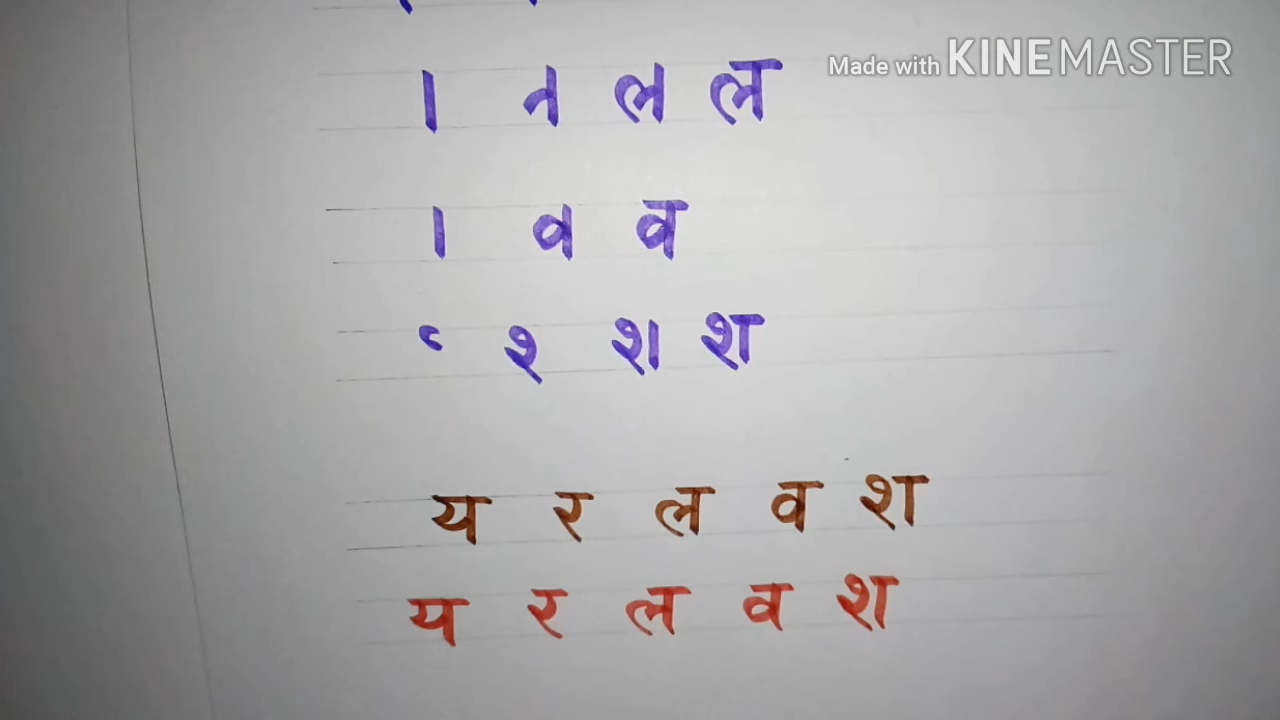 Made with KINEMASTER
। न ल ल
। व व
श श
य र ल व श
य र ल व श